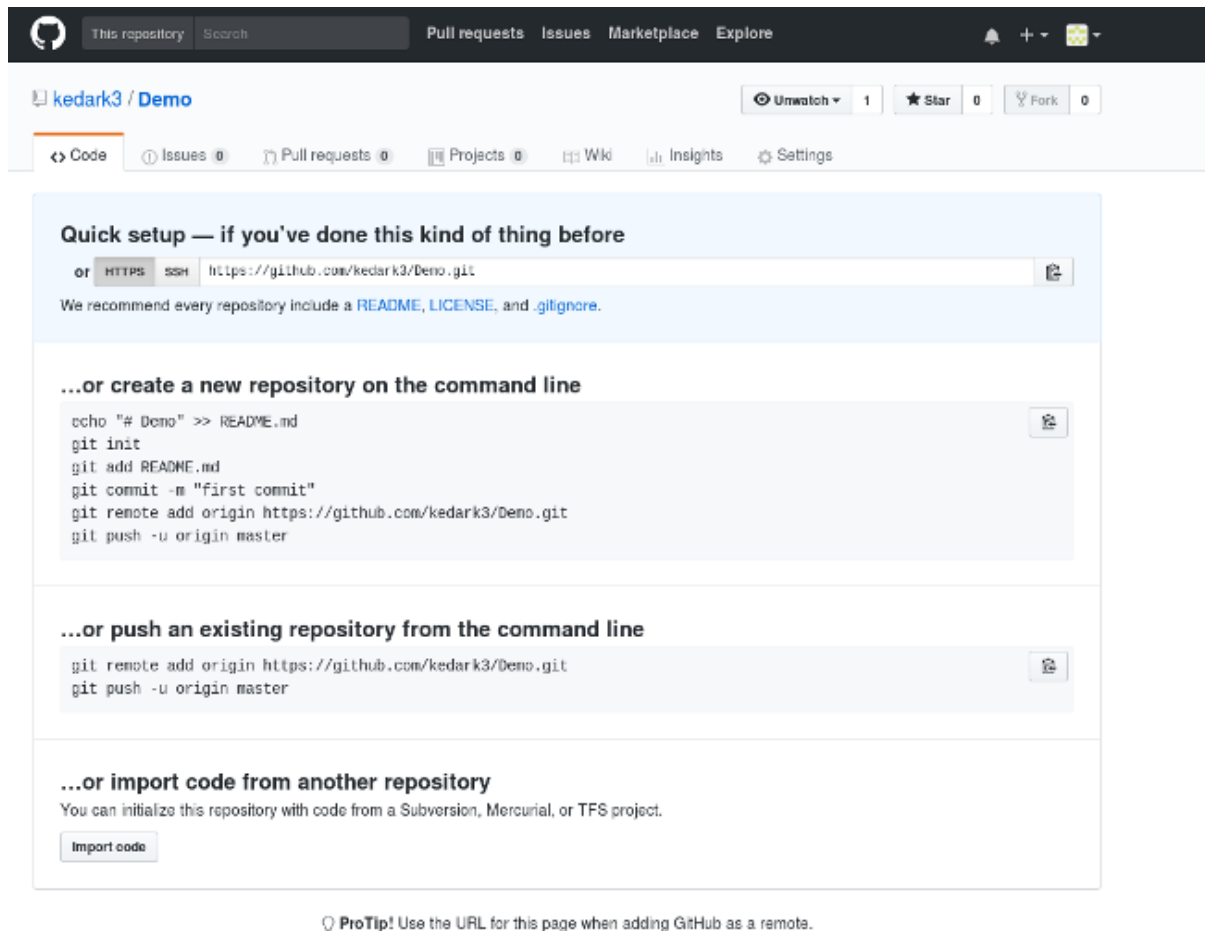 This repository Search Pull requests Issues Marketplace Explore
kedark3 / Demo Unwatch 1 Star 0 Fork 0
Code Issues 0 Pull requests 0 Projects 0 Wiki Insights Settings
Quick setup — if you've done this kind of thing before
or HTTPS SSH https://github.com/kedark3/Demo.git
We recommend every repository include a README, LICENSE, and .gitignore.
…or create a new repository on the command line
echo "# Demo" >> README.md
git init
git add README.md
git commit -m "first commit"
git remote add origin https://github.com/kedark3/Demo.git
git push -u origin master
…or push an existing repository from the command line
git remote add origin https://github.com/kedark3/Demo.git
git push -u origin master
…or import code from another repository
You can initialize this repository with code from a Subversion, Mercurial, or TFS project.
Import code
ProTip! Use the URL for this page when adding GitHub as a remote.